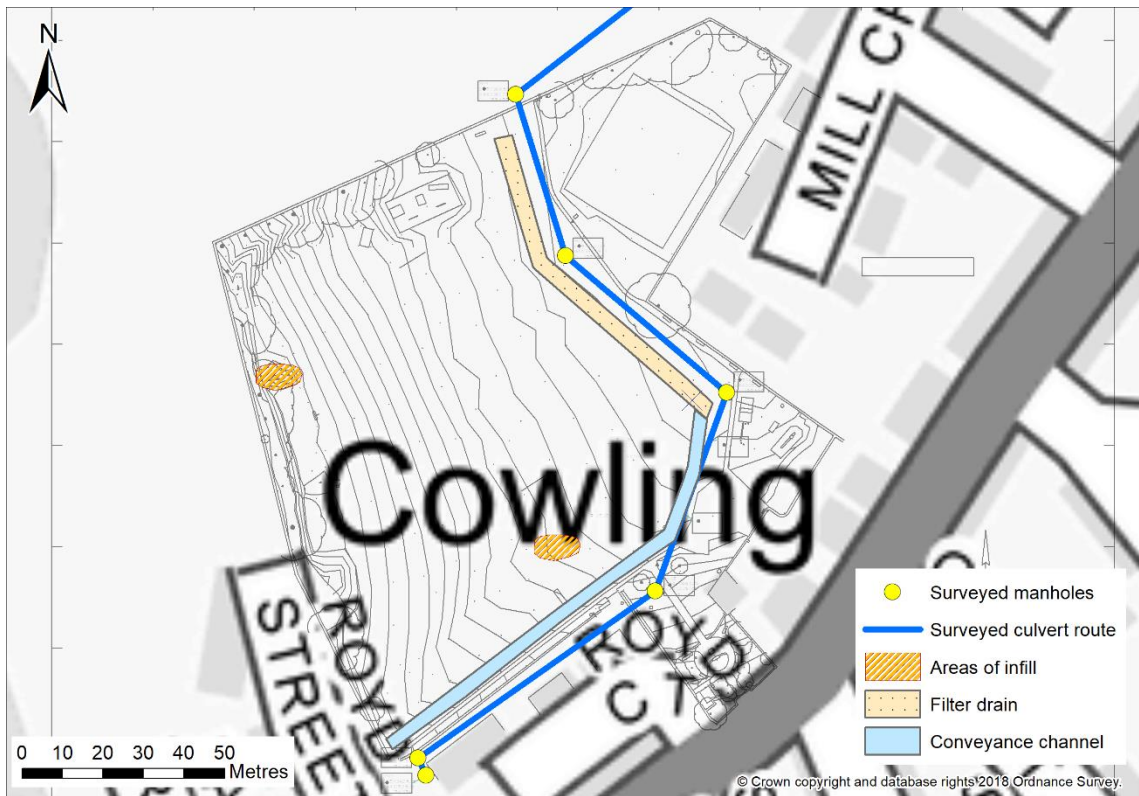 N
MILL
Cowling
ROYD
STREET
ROYD
CT
Surveyed manholes
Surveyed culvert route
Areas of infill
Filter drain
Conveyance channel
0 10 20 30 40 50
Metres
© Crown copyright and database rights 2018 Ordnance Survey.